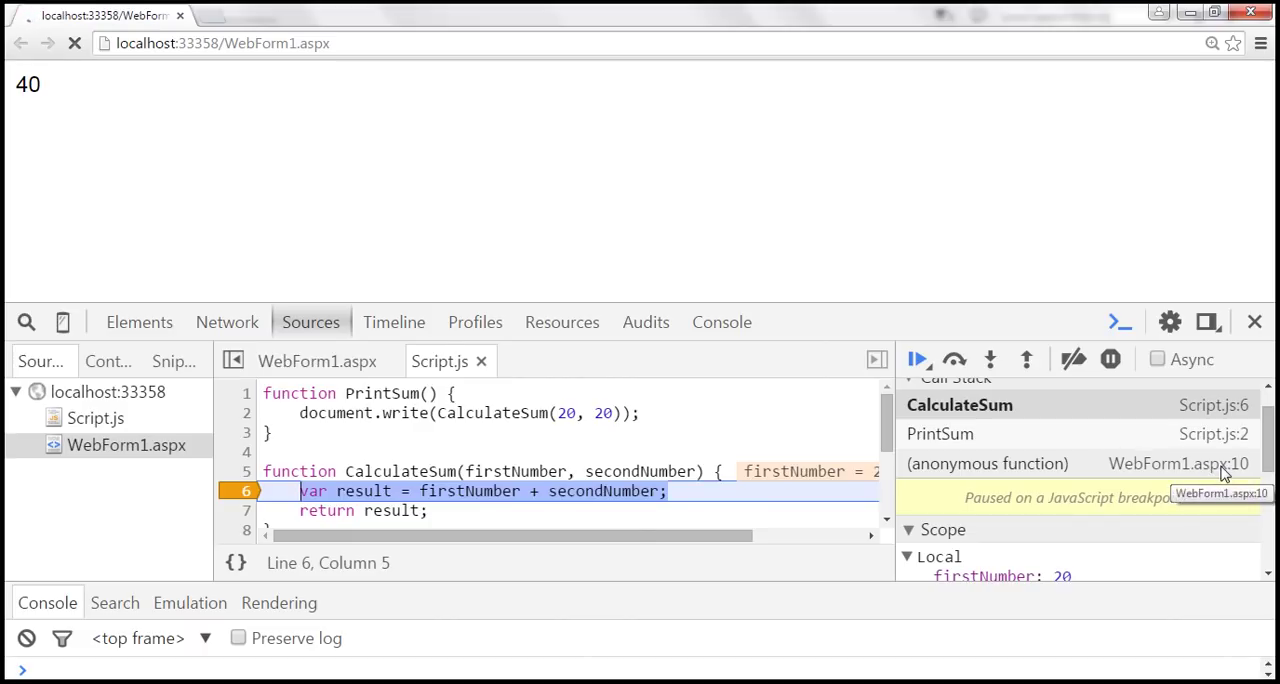 localhost:33358/WebForm
localhost:33358/WebForm1.aspx
40
Elements Network Sources Timeline Profiles Resources Audits Console
Sour... Cont... Snip...
WebForm1.aspx Script.js
Async
localhost:33358
Script.js
WebForm1.aspx
1 function PrintSum() {
2 document.write(CalculateSum(20, 20));
3 }
4
5 function CalculateSum(firstNumber, secondNumber) { firstNumber = 2
6 var result = firstNumber + secondNumber;
7 return result;
8 }
{} Line 6, Column 5
Call Stack
CalculateSum Script.js:6
PrintSum Script.js:2
(anonymous function) WebForm1.aspx:10
Paused on a JavaScript breakpo
WebForm1.aspx:10
Scope
Local
firstNumber: 20
Console Search Emulation Rendering
<top frame> Preserve log